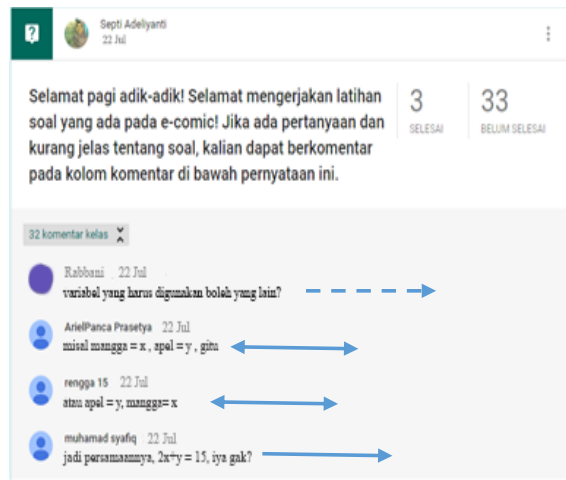 Septi Adeliyanti
22 Jul
Selamat pagi adik-adik! Selamat mengerjakan latihan
soal yang ada pada e-comic! Jika ada pertanyaan dan
kurang jelas tentang soal, kalian dapat berkomentar
pada kolom komentar di bawah pernyataan ini.
3
SELESAI
33
BELUM SELESAI
32 komentar kelas
Rabbani 22 Jul
variabel yang harus digunakan boleh yang lain?
ArielPanca Prasetya 22 Jul
misal mangga = x , apel = y , gitu
rengga 15 22 Jul
atau apel = y, mangga= x
muhamad syafiq 22 Jul
jadi persamaannya, 2x+y = 15, iya gak?